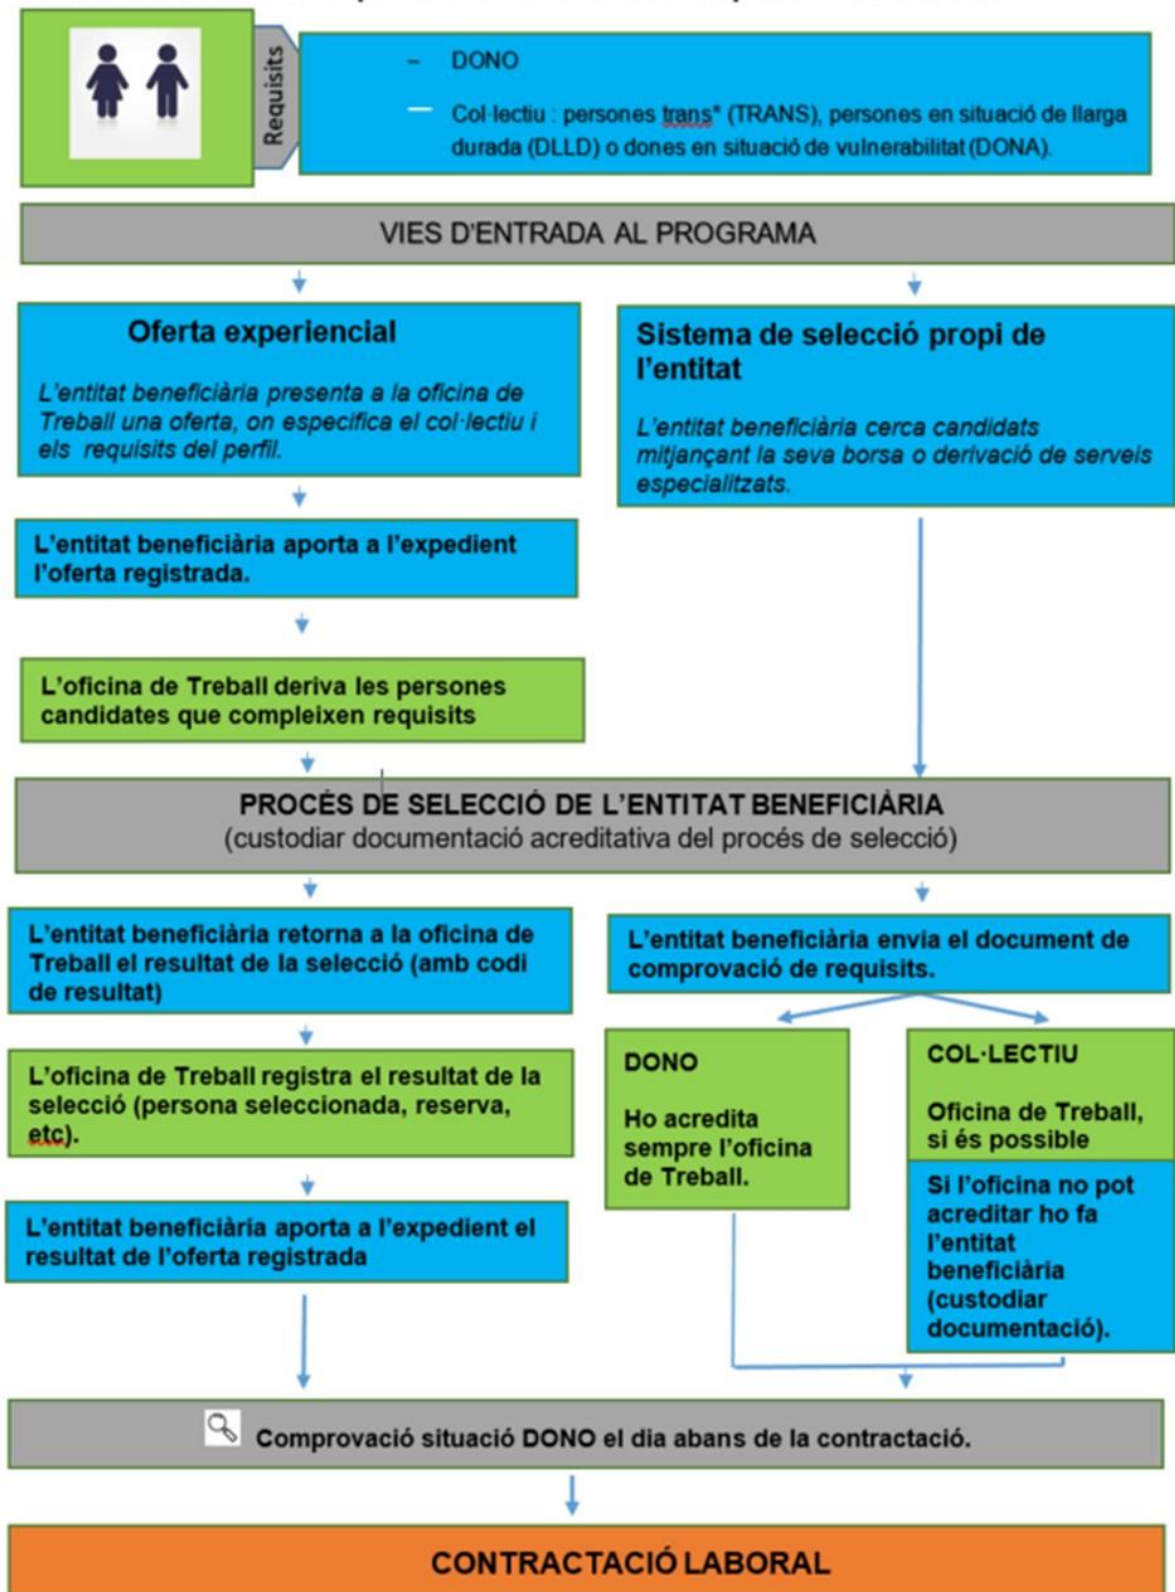 Requisits
– DONO
— Col·lectiu : persones trans* (TRANS), persones en situació de llarga
durada (DLLD) o dones en situació de vulnerabilitat (DONA).
VIES D'ENTRADA AL PROGRAMA
Oferta experiencial
L'entitat beneficiària presenta a la oficina de
Treball una oferta, on especifica el col·lectiu i
els requisits del perfil.
Sistema de selecció propi de
l'entitat
L'entitat beneficiària cerca candidats
mitjançant la seva borsa o derivació de serveis
especialitzats.
L'entitat beneficiària aporta a l'expedient
l'oferta registrada.
L'oficina de Treball deriva les persones
candidates que compleixen requisits
PROCÉS DE SELECCIÓ DE L'ENTITAT BENEFICIÀRIA
(custodiar documentació acreditativa del procés de selecció)
L'entitat beneficiària retorna a la oficina de
Treball el resultat de la selecció (amb codi
de resultat)
L'oficina de Treball registra el resultat de la
selecció (persona seleccionada, reserva,
etc).
L'entitat beneficiària aporta a l'expedient el
resultat de l'oferta registrada
L'entitat beneficiària envia el document de
comprovació de requisits.
DONO
Ho acredita
sempre l'oficina
de Treball.
COL·LECTIU
Oficina de Treball,
si és possible
Si l'oficina no pot
acreditar ho fa
l'entitat
beneficiària
(custodiar
documentació).
Comprovació situació DONO el dia abans de la contractació.
CONTRACTACIÓ LABORAL